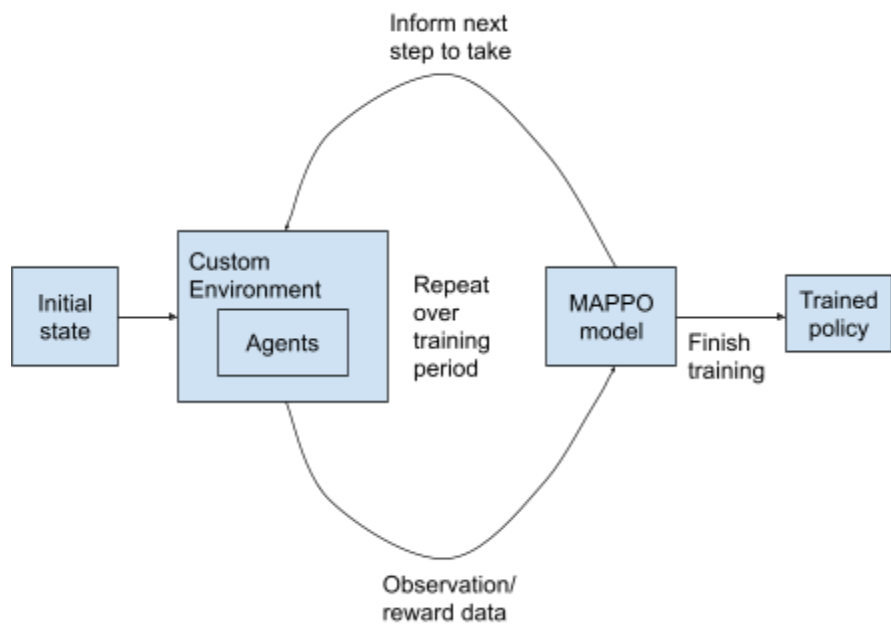 Inform next
step to take
Initial
state
Custom
Environment
Agents
Repeat
over
training
period
MAPPO
model
Finish
training
Trained
policy
Observation/
reward data